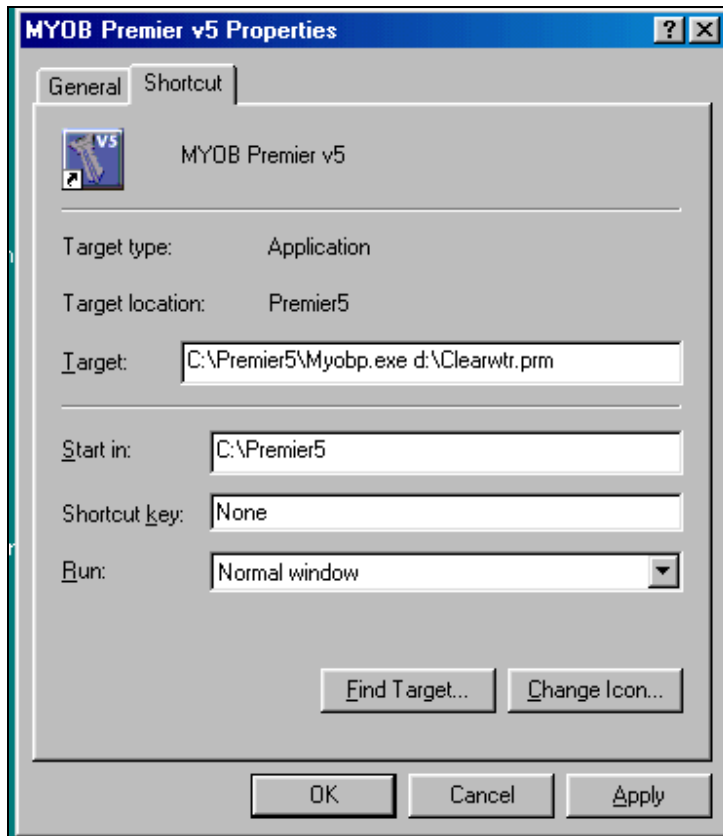 MYOB Premier v5 Properties
General Shortcut
V5
MYOB Premier v5
Target type: Application
Target location: Premier5
Target: C:\Premier5\Myobp.exe d:\Clearwtr.prm
Start in: C:\Premier5
Shortcut key: None
Run: Normal window
Find Target... Change Icon...
OK Cancel Apply